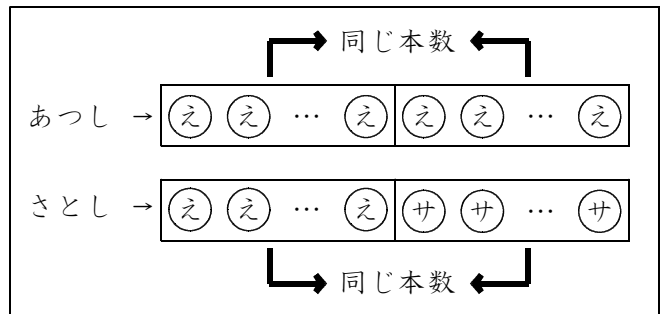 同じ本数
あつし → え え … え え え … え
さとし → え え … え サ サ … サ
同じ本数